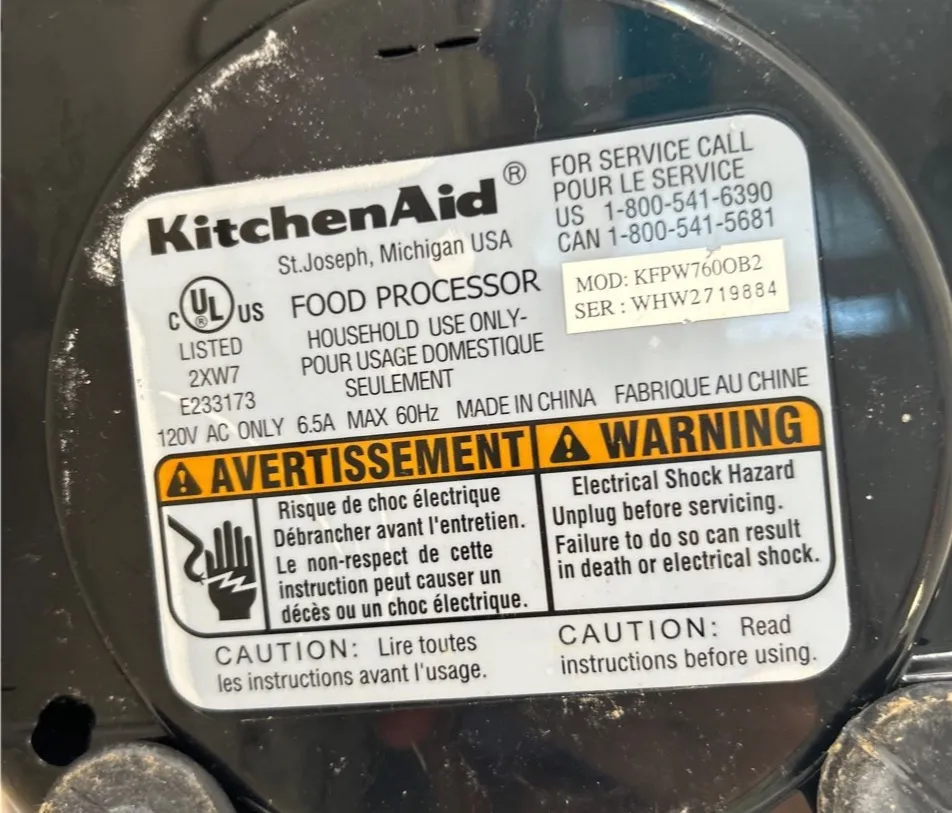 KitchenAid®
St.Joseph, Michigan USA
FOR SERVICE CALL
POUR LE SERVICE
US 1-800-541-6390
CAN 1-800-541-5681
MOD: KFPW760OB2
SER : WHW2719884
C UL® US
LISTED
2XW7
E233173
FOOD PROCESSOR
HOUSEHOLD USE ONLY-
POUR USAGE DOMESTIQUE
SEULEMENT
120V AC ONLY 6.5A MAX 60Hz MADE IN CHINA FABRIQUE AU CHINE
AVERTISSEMENT
Risque de choc électrique
Débrancher avant l'entretien.
Le non-respect de cette
instruction peut causer un
décès ou un choc électrique.
WARNING
Electrical Shock Hazard
Unplug before servicing.
Failure to do so can result
in death or electrical shock.
CAUTION: Lire toutes
les instructions avant l'usage.
CAUTION: Read
instructions before using.